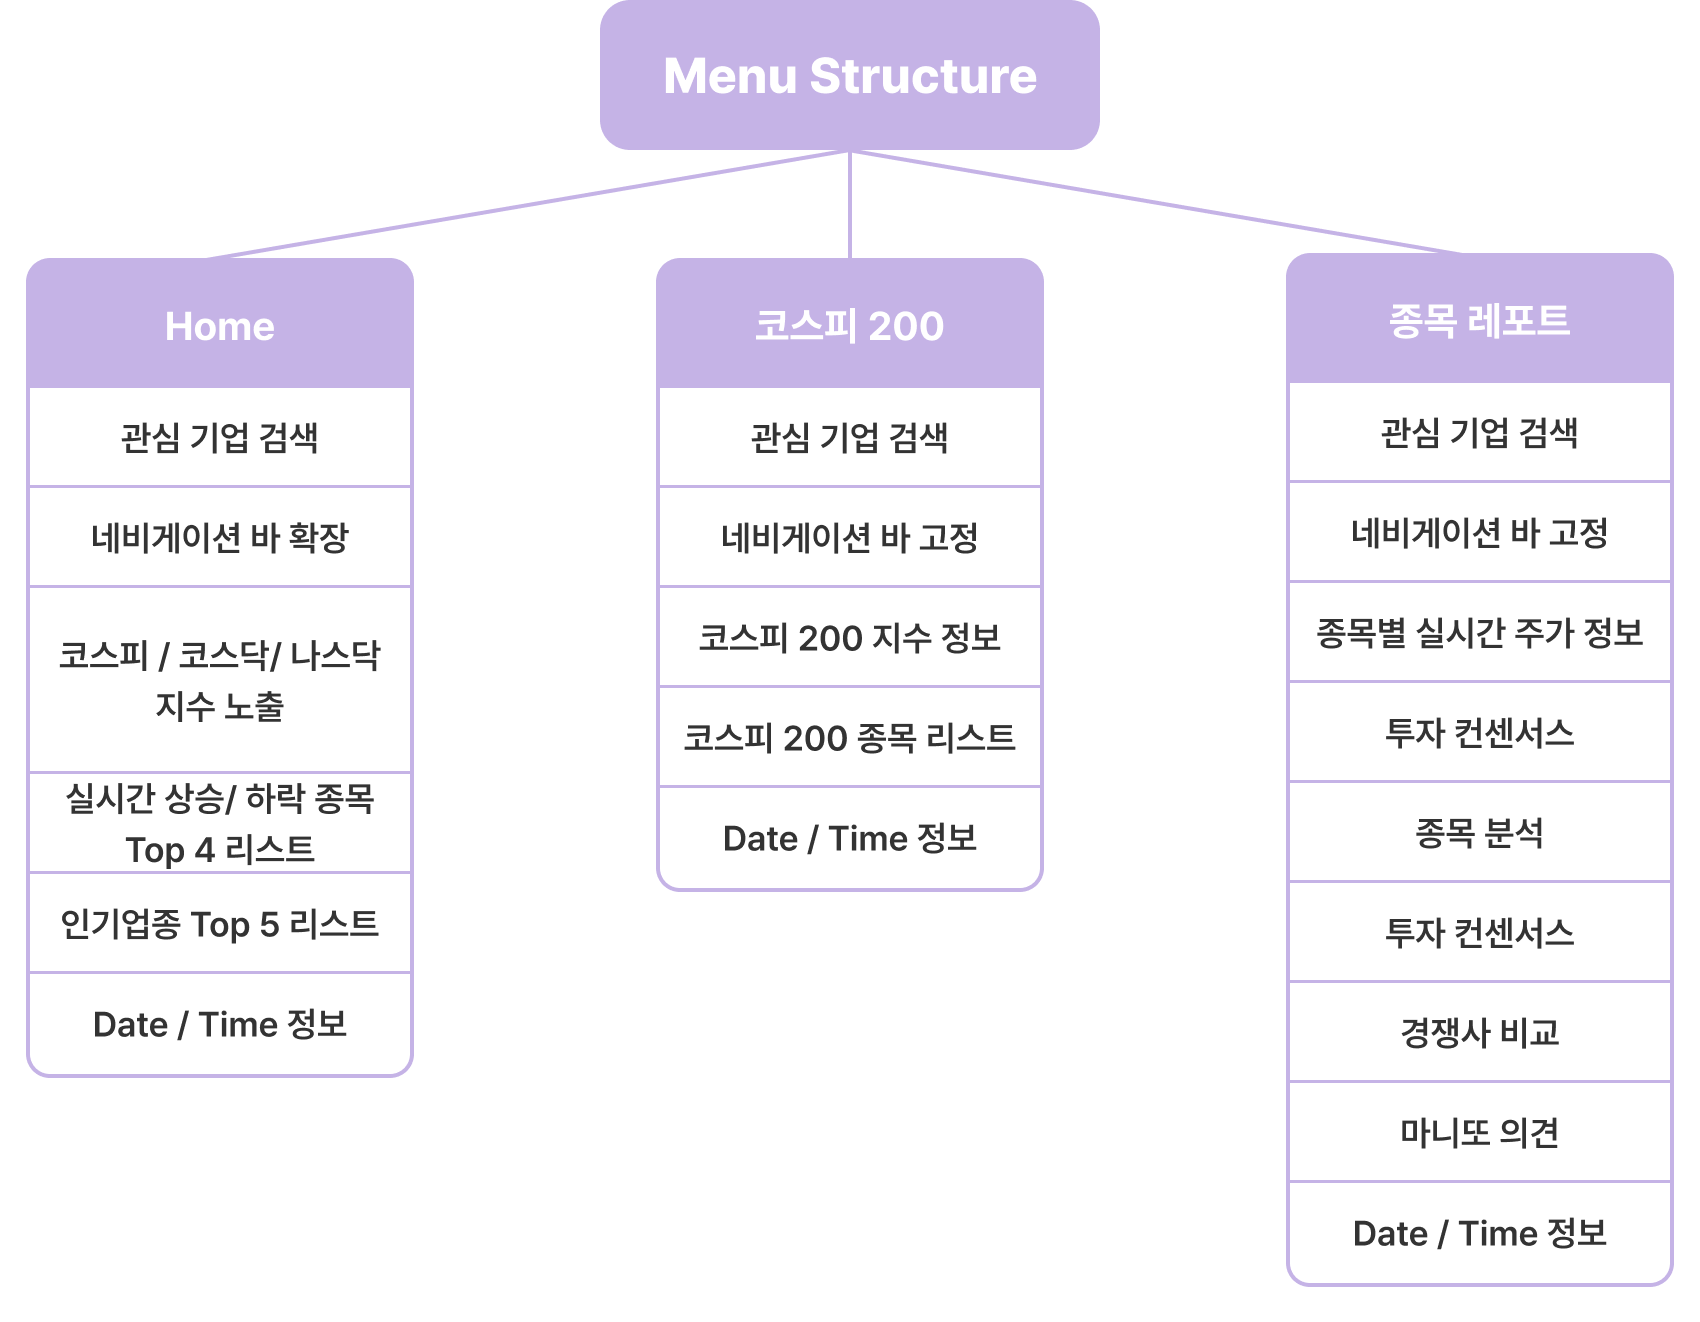 Menu Structure
Home
관심 기업 검색
네비게이션 바 확장
코스피 / 코스닥/ 나스닥
지수 노출
실시간 상승/ 하락 종목
Top 4 리스트
인기업종 Top 5 리스트
Date / Time 정보
코스피 200
관심 기업 검색
네비게이션 바 고정
코스피 200 지수 정보
코스피 200 종목 리스트
Date / Time 정보
종목 레포트
관심 기업 검색
네비게이션 바 고정
종목별 실시간 주가 정보
투자 컨센서스
종목 분석
투자 컨센서스
경쟁사 비교
마니또 의견
Date / Time 정보